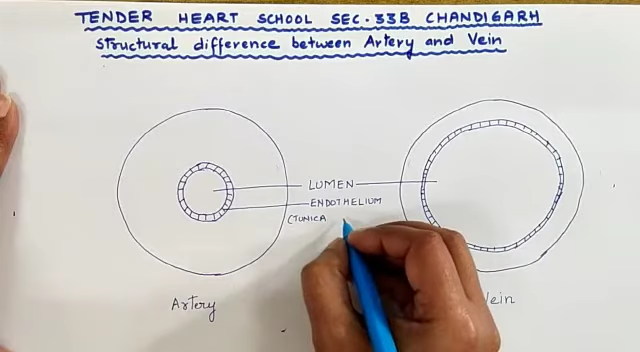 TENDER HEART SCHOOL SEC-33B CHANDIGARH
Structural difference between Artery and Vein
LUMEN
ENDOTHELIUM
(TUNICA
Artery
Vein